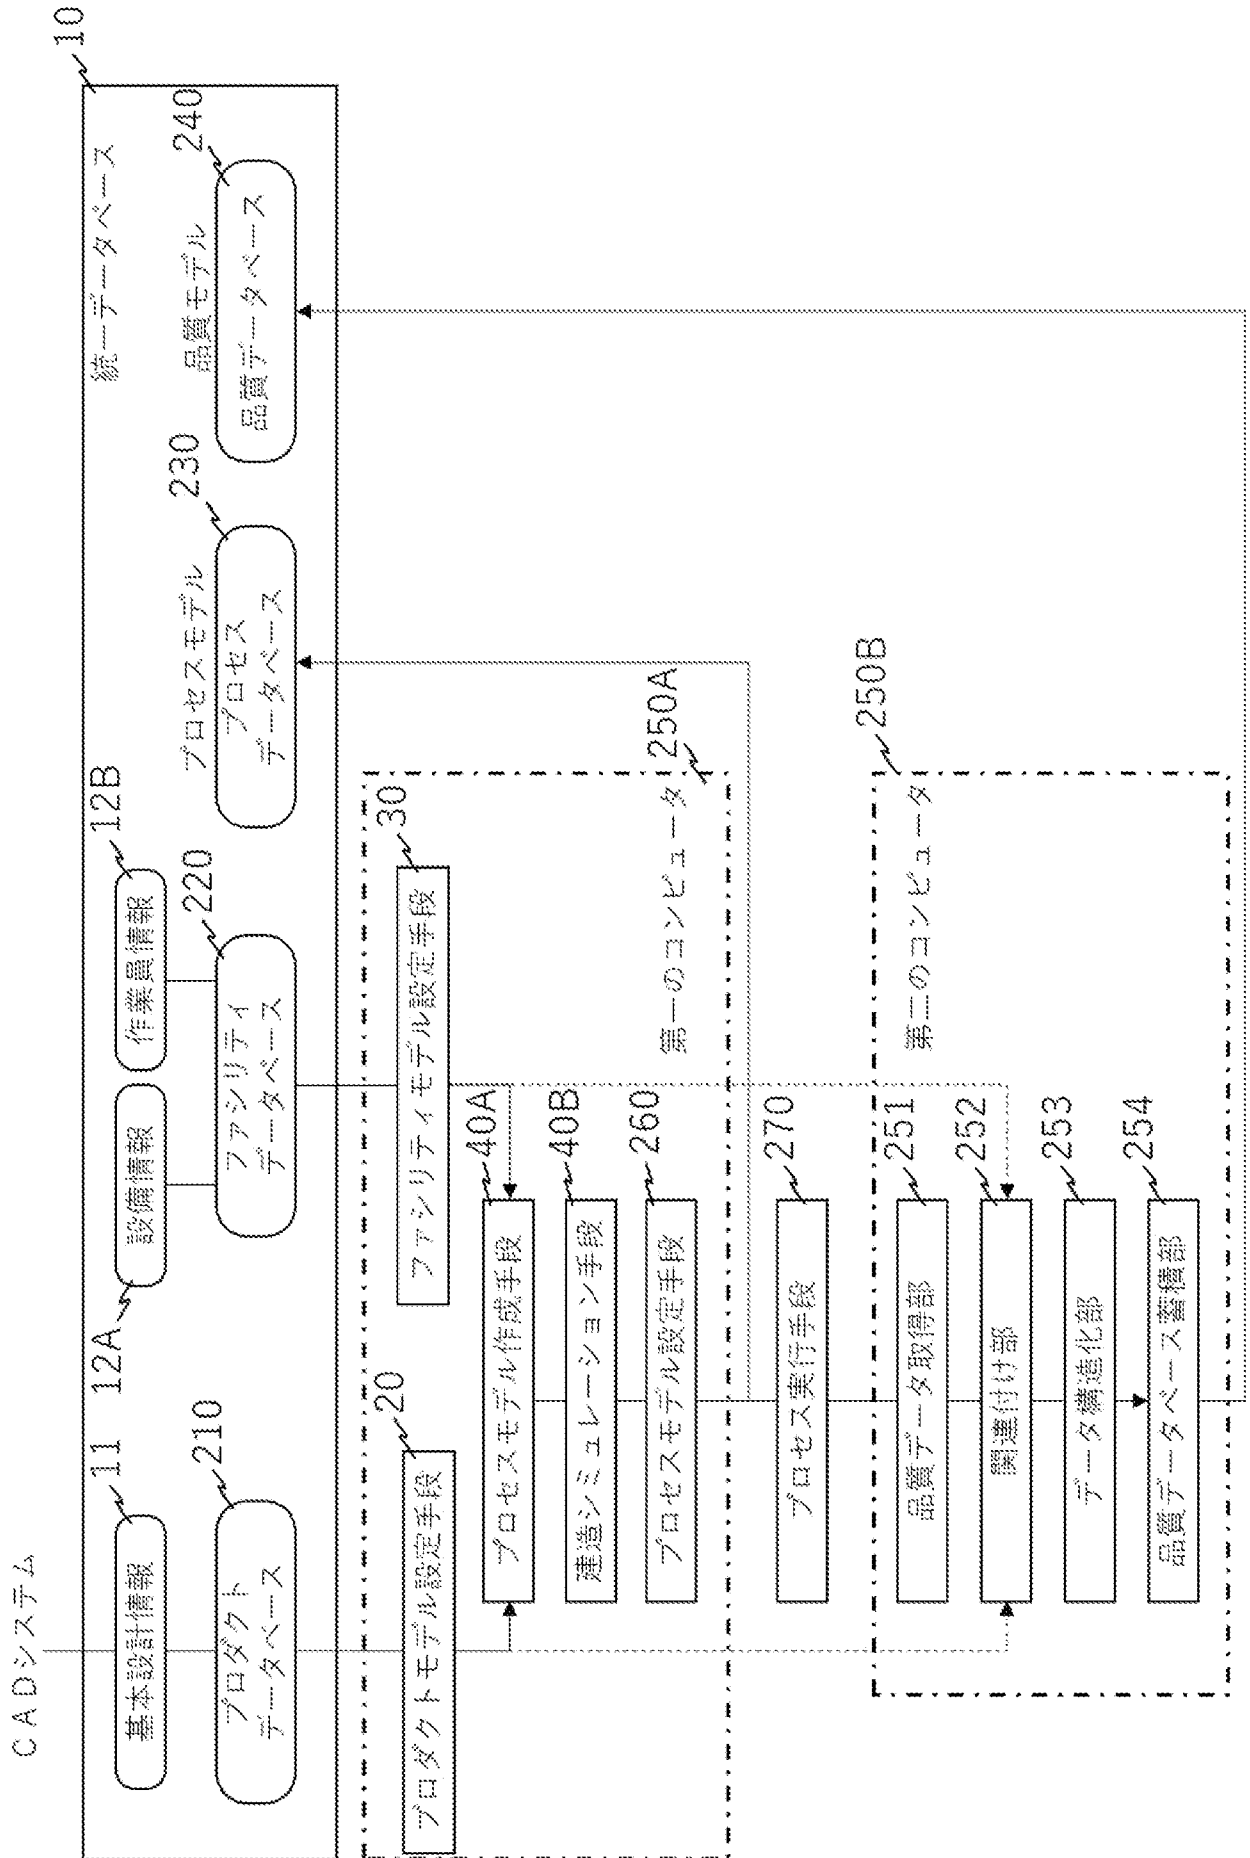 CADシステム
10
統一データベース
11
基本設計情報
12A
設備情報
12B
作業員情報
210
プロダクト
データベース
220
ファシリティ
データベース
230
プロセスモデル
プロセス
データベース
240
品質モデル
品質データベース
20
プロダクトモデル設定手段
30
ファシリティモデル設定手段
250A
第一のコンピュータ
40A
プロセスモデル作成手段
40B
建造シミュレーション手段
260
プロセスモデル設定手段
270
プロセス実行手段
250B
第二のコンピュータ
251
品質データ取得部
252
関連付け部
253
データ構造化部
254
品質データベース蓄積部